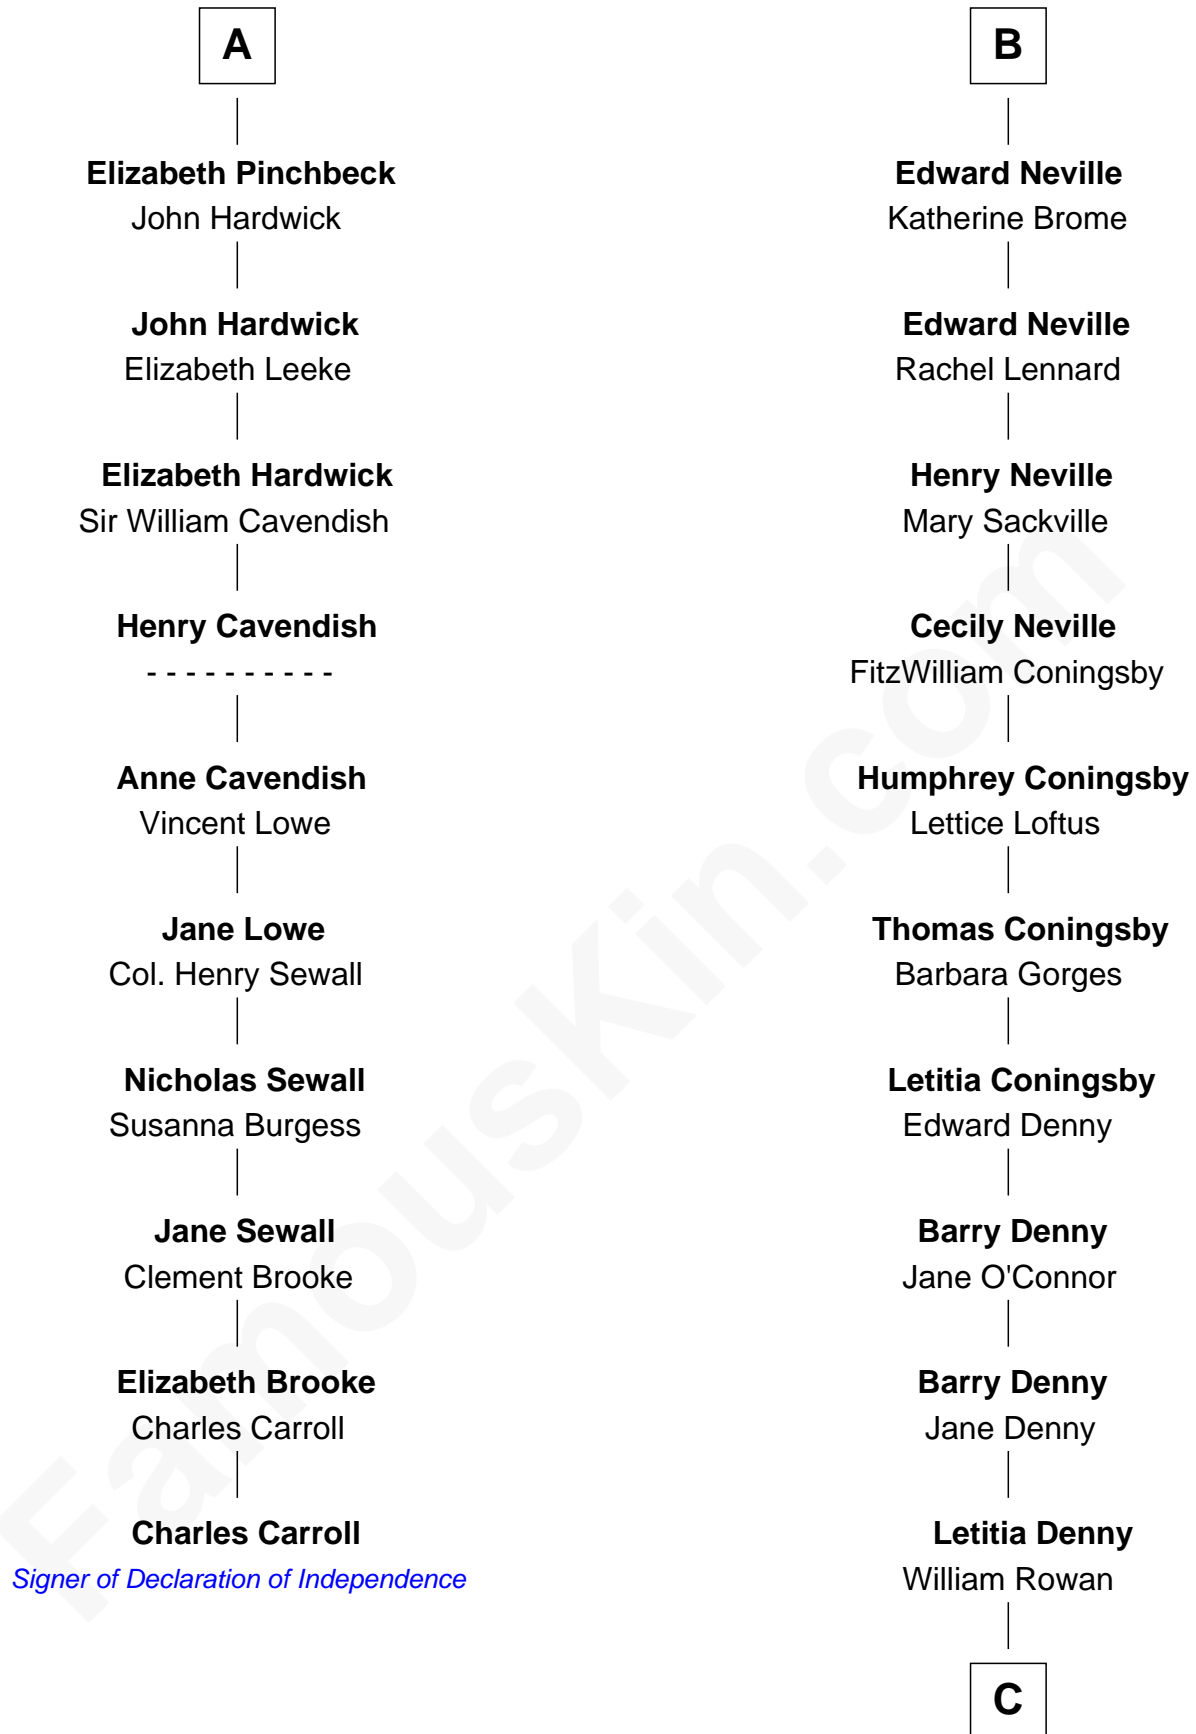 A
Elizabeth Pinchbeck
John Hardwick
John Hardwick
Elizabeth Leeke
Elizabeth Hardwick
Sir William Cavendish
Henry Cavendish
- - - - - - - - - -
Anne Cavendish
Vincent Lowe
Jane Lowe
Col. Henry Sewall
Nicholas Sewall
Susanna Burgess
Jane Sewall
Clement Brooke
Elizabeth Brooke
Charles Carroll
Charles Carroll
Signer of Declaration of Independence
B
Edward Neville
Katherine Brome
Edward Neville
Rachel Lennard
Henry Neville
Mary Sackville
Cecily Neville
FitzWilliam Coningsby
Humphrey Coningsby
Lettice Loftus
Thomas Coningsby
Barbara Gorges
Letitia Coningsby
Edward Denny
Barry Denny
Jane O'Connor
Barry Denny
Jane Denny
Letitia Denny
William Rowan
C
FamousKin.com